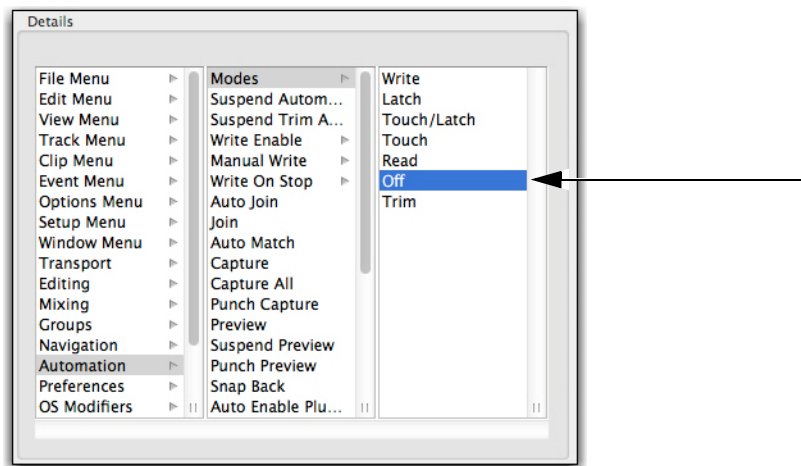 Details
File Menu
Edit Menu
View Menu
Track Menu
Clip Menu
Event Menu
Options Menu
Setup Menu
Window Menu
Transport
Editing
Mixing
Groups
Navigation
Automation
Preferences
OS Modifiers
Modes
Suspend Autom...
Suspend Trim A...
Write Enable
Manual Write
Write On Stop
Auto Join
Join
Auto Match
Capture
Capture All
Punch Capture
Preview
Suspend Preview
Punch Preview
Snap Back
Auto Enable Plu...
Write
Latch
Touch/Latch
Touch
Read
Off
Trim